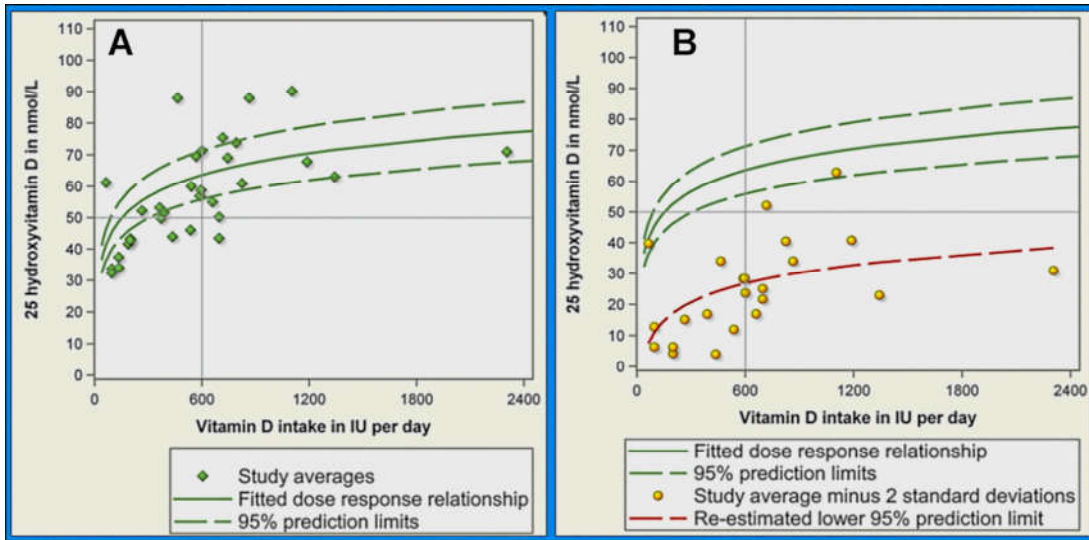 A
25 hydroxyvitamin D in nmol/L
110
100
90
80
70
60
50
40
30
20
10
0
0 600 1200 1800 2400
Vitamin D intake in IU per day
Study averages
Fitted dose response relationship
95% prediction limits
B
25 hydroxyvitamin D in nmol/L
110
100
90
80
70
60
50
40
30
20
10
0
0 600 1200 1800 2400
Vitamin D intake in IU per day
Fitted dose response relationship
95% prediction limits
Study average minus 2 standard deviations
Re-estimated lower 95% prediction limit